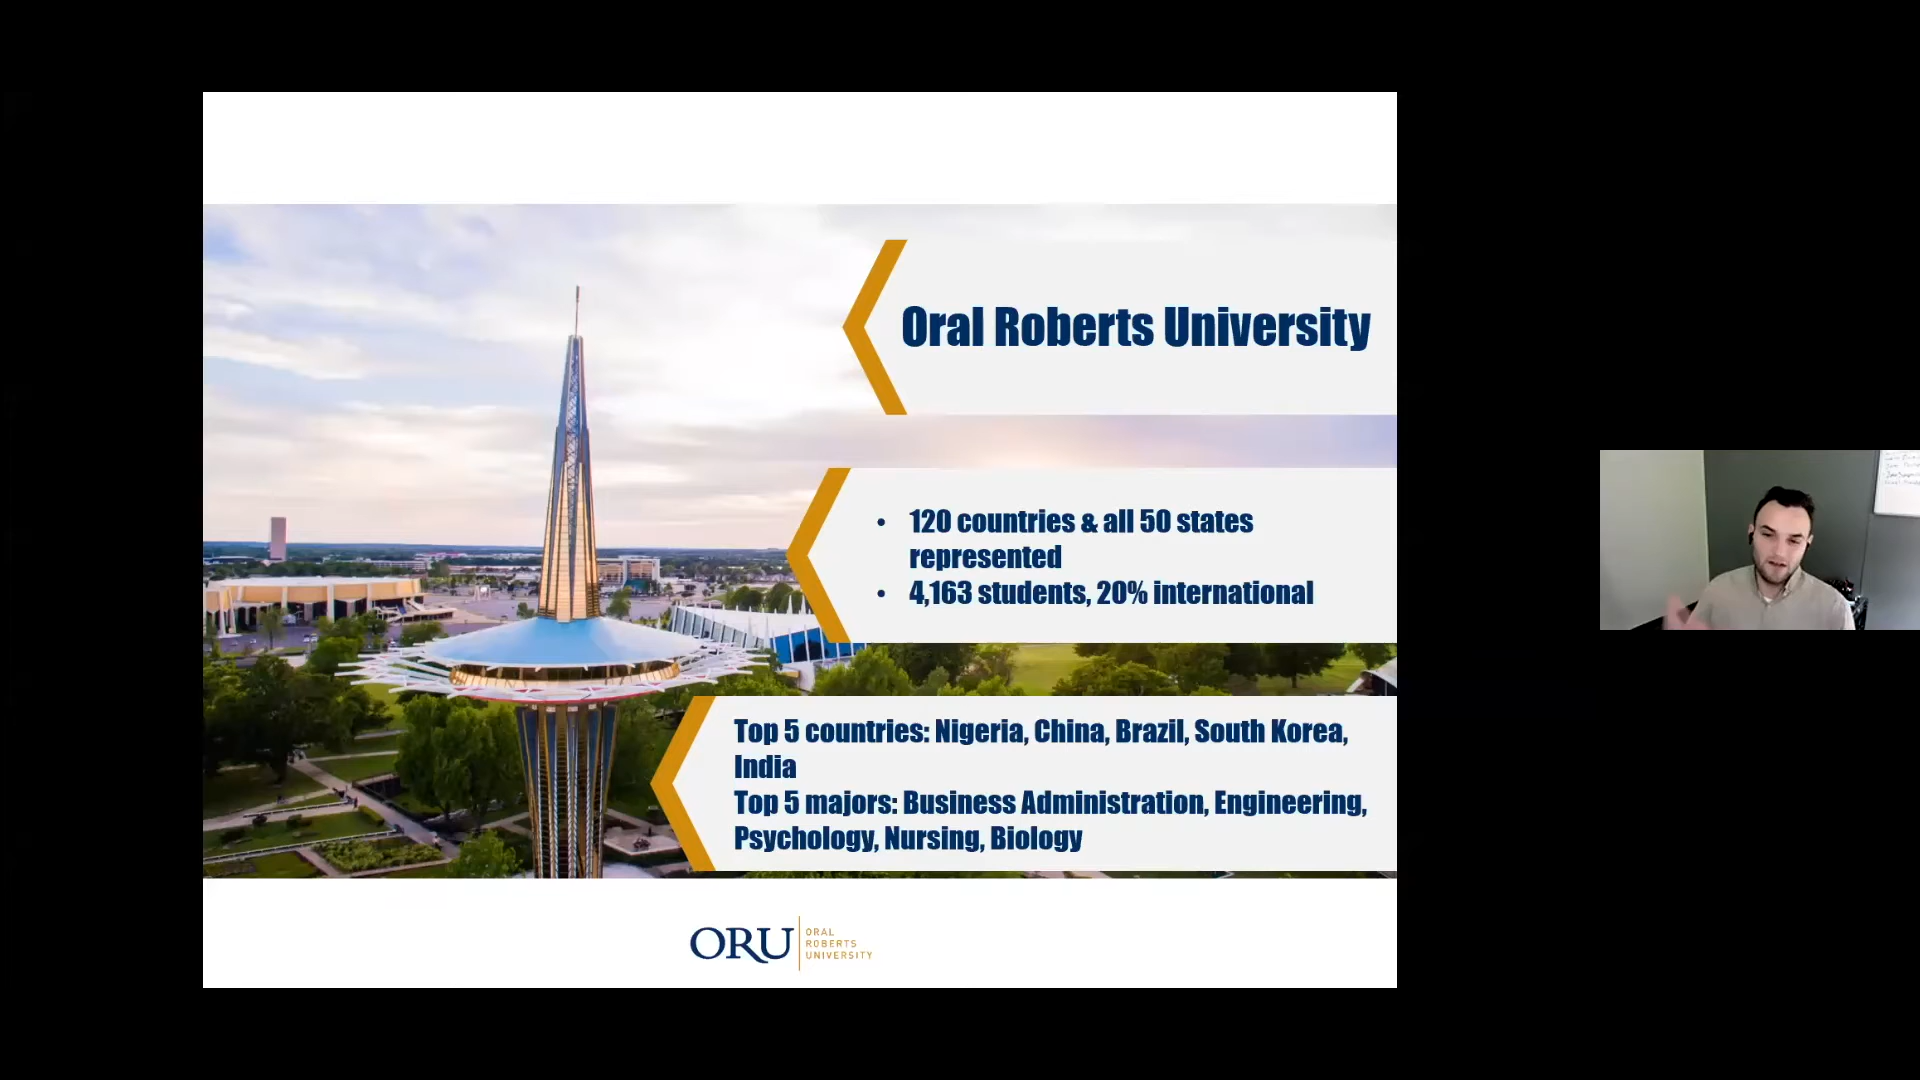 Oral Roberts University
• 120 countries & all 50 states
represented
• 4,163 students, 20% international
Top 5 countries: Nigeria, China, Brazil, South Korea,
India
Top 5 majors: Business Administration, Engineering,
Psychology, Nursing, Biology
ORU
ORAL
ROBERTS
UNIVERSITY